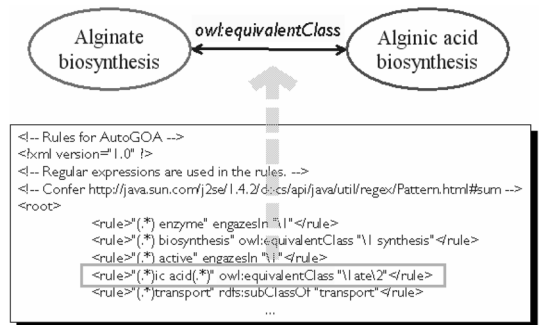 owl:equivalentClass
Alginate
biosynthesis
Alginic acid
biosynthesis
<!-- Rules for AutoGOA -->
<?xml version="1.0" ?>
<!-- Regular expressions are used in the rules. -->
<!-- Confer http://java.sun.com/j2se/1.4.2/docs/api/java/util/regex/Pattern.html#sum -->
<root>
<rule>"(.*) enzyme" engazesIn "\1"</rule>
<rule>"(.*) biosynthesis" owl:equivalentClass "\1 synthesis"</rule>
<rule>"(.*) active" engazesIn "\1"</rule>
<rule>"(.*)ic acid(.*)" owl:equivalentClass "\1ate\2"</rule>
<rule>"(.*)transport" rdfs:subClassOf "transport"</rule>
...